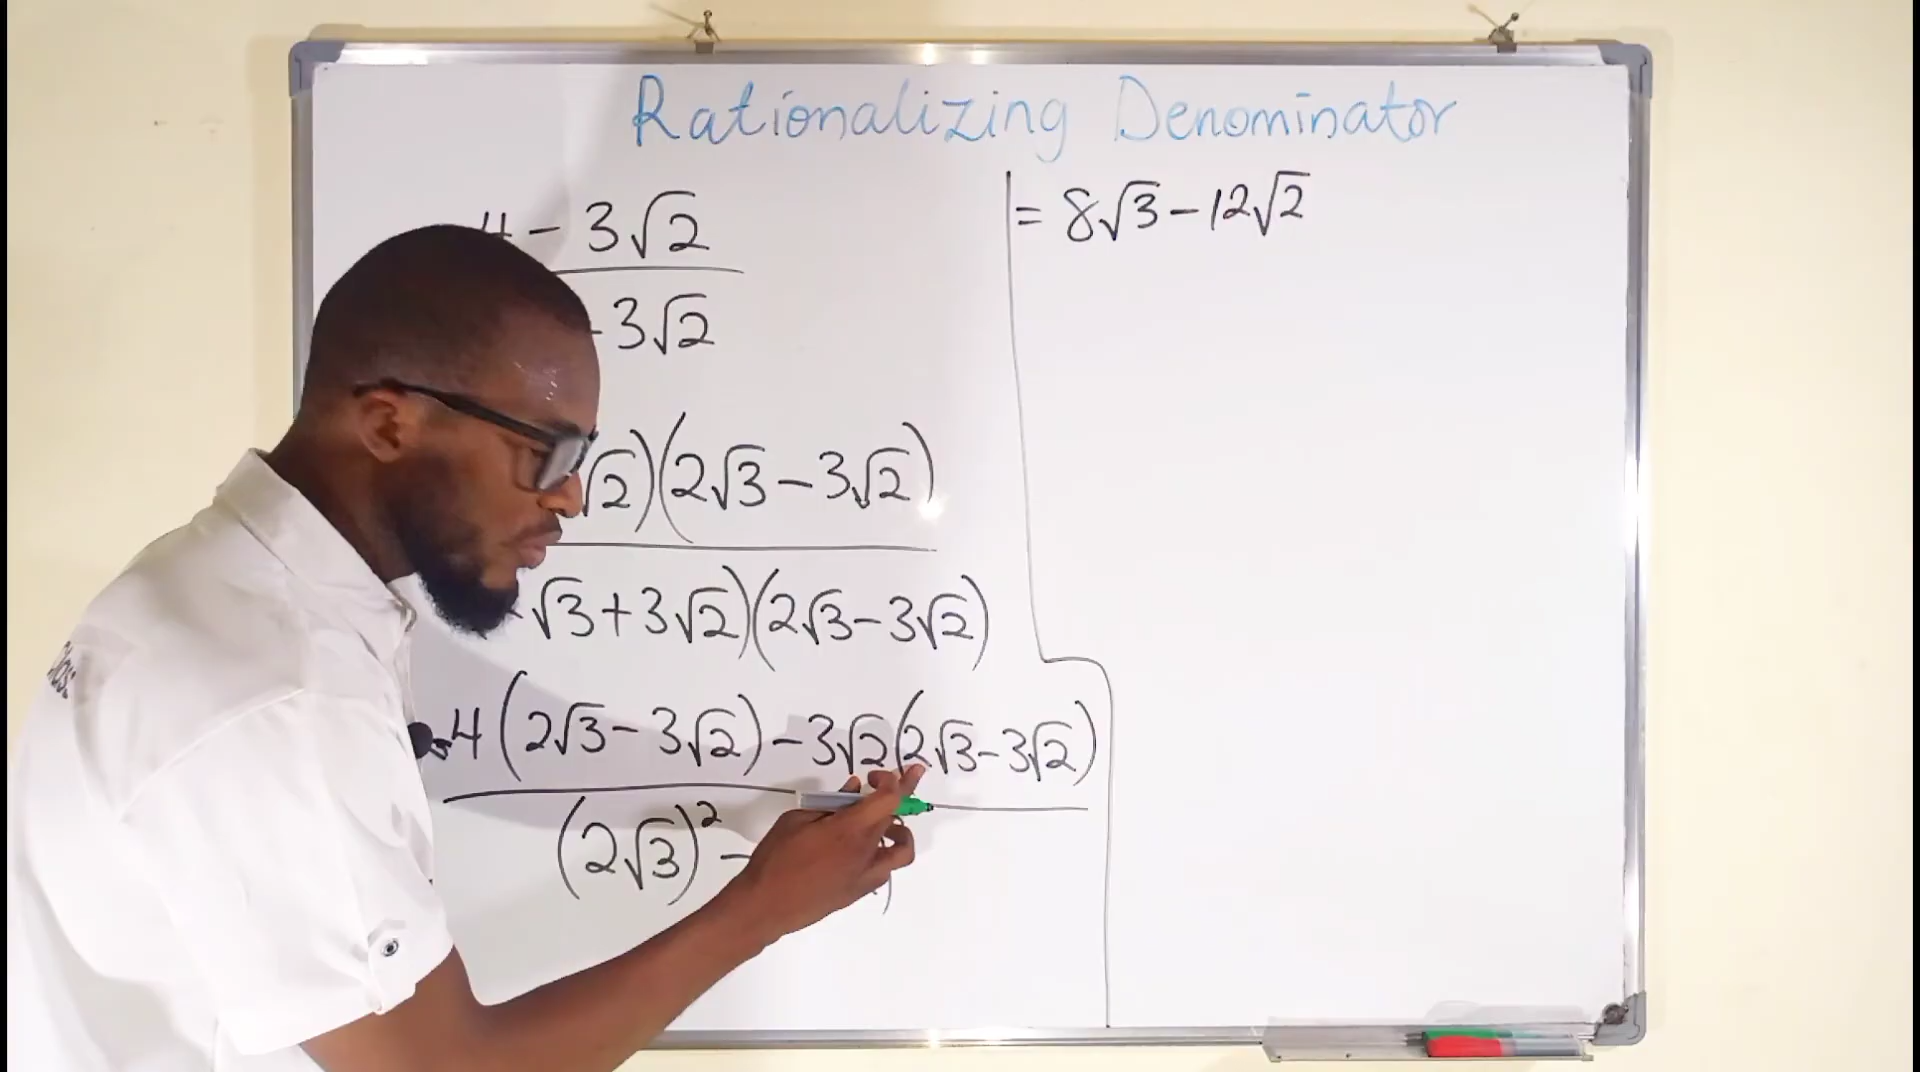 Rationalizing Denominator
4 - 3√2
- 3√2
√2)(2√3 - 3√2)
√3 + 3√2)(2√3 - 3√2)
4(2√3 - 3√2) - 3√2(2√3 - 3√2)
(2√3)² -
= 8√3 - 12√2